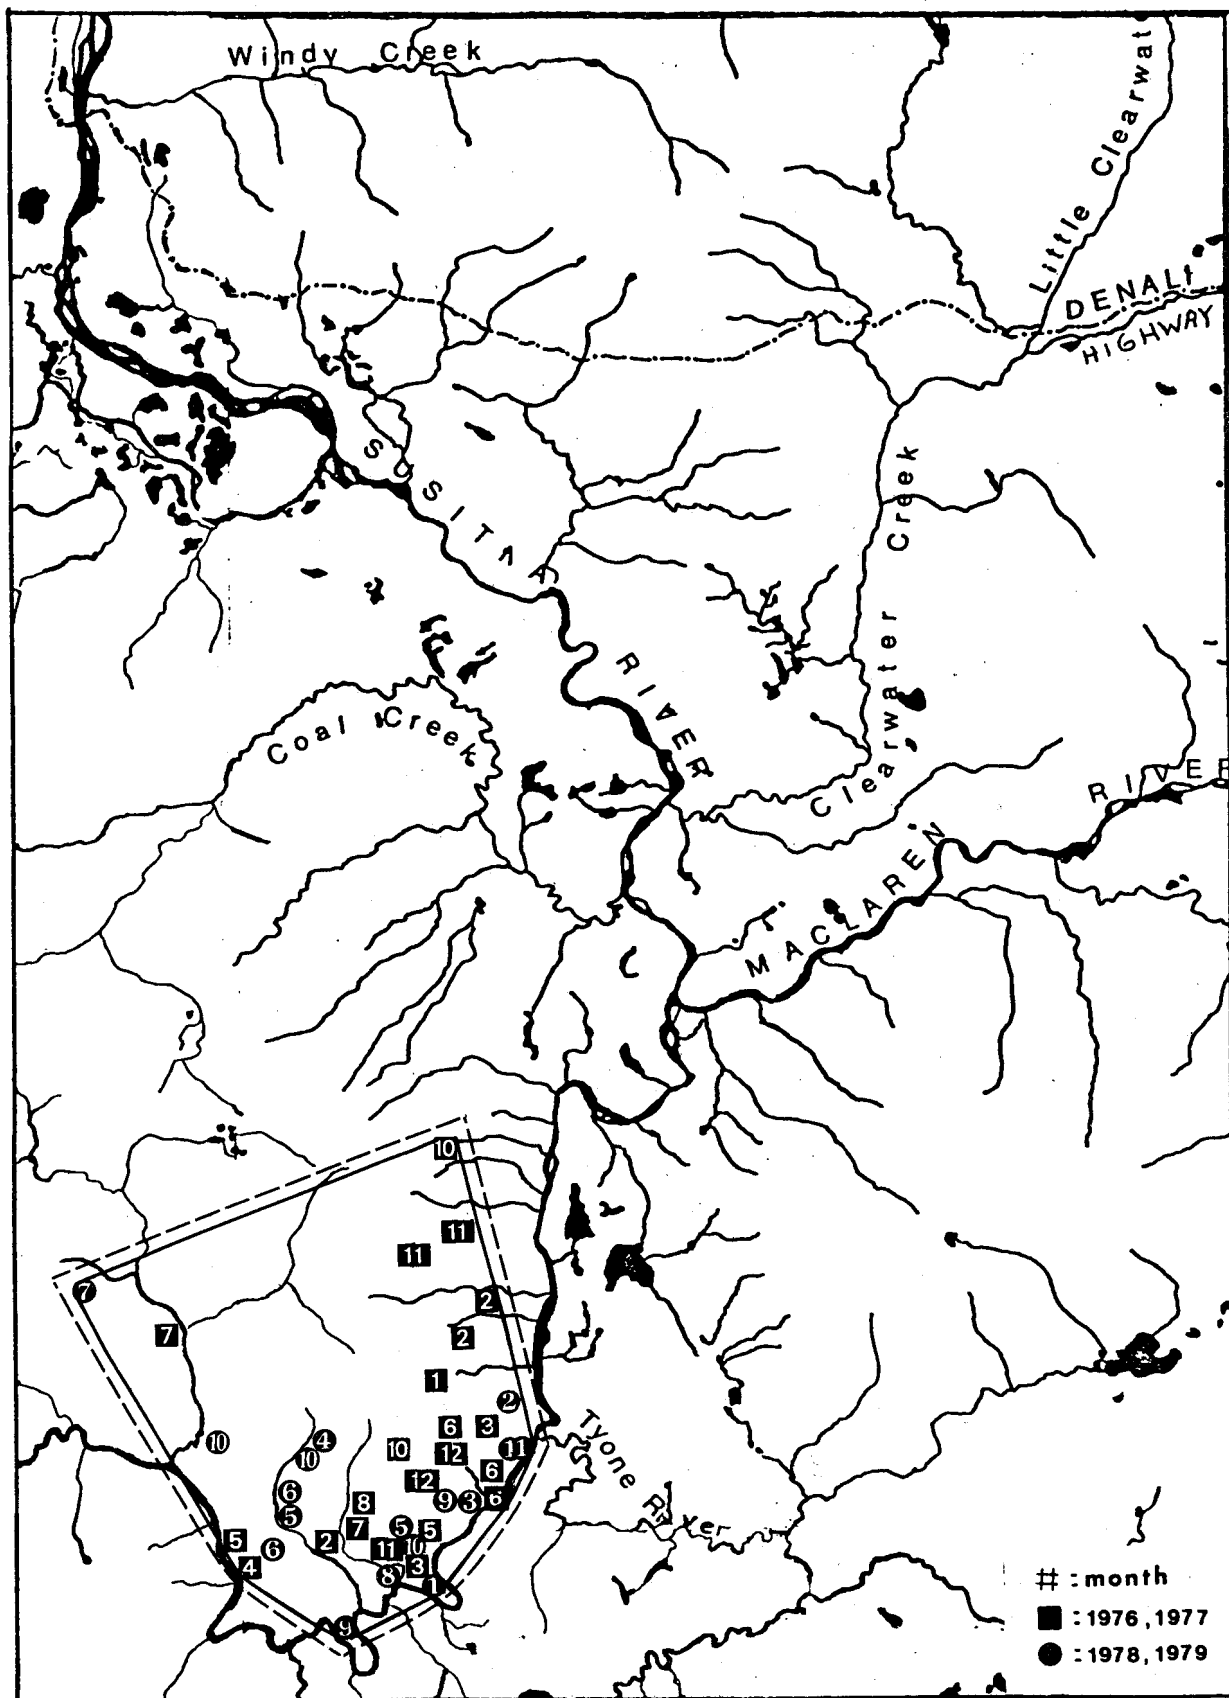 Windy Creek
Little Clearwat
DENALI
HIGHWAY
SUSITNA
RIVER
Clearwater Creek
Coal Creek
RIVER
MACLAREN
10
11
11
7
2
7
2
1
2
6
3
10
4
10
12
11
10
6
12
6
9
3
6
8
5
7
5
5
5
2
11
10
6
4
3
8
1
9
Tyone River
# : month
■ : 1976, 1977
● : 1978, 1979